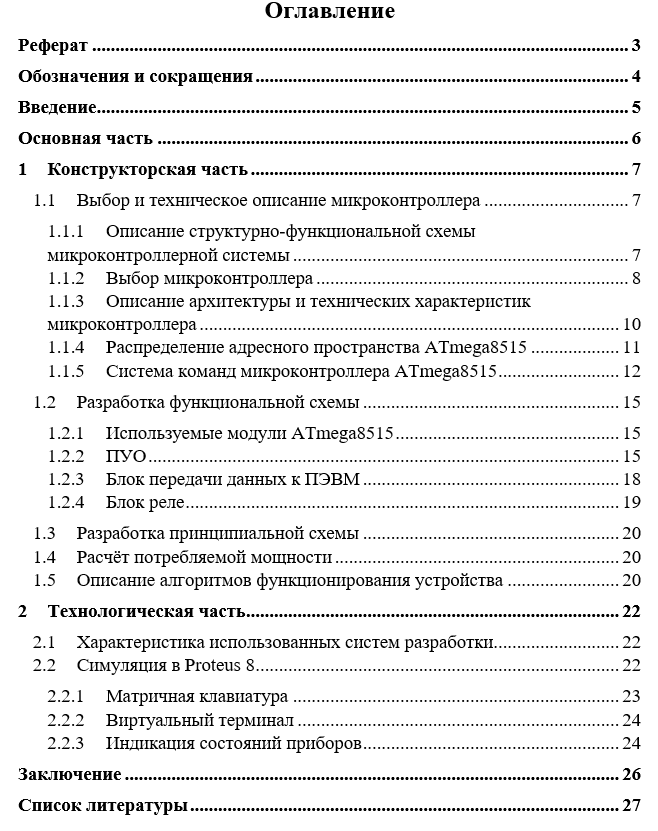 Оглавление
Реферат ........ 3
Обозначения и сокращения ........ 4
Введение ........ 5
Основная часть ........ 6
1 Конструкторская часть ........ 7
1.1 Выбор и техническое описание микроконтроллера ........ 7
1.1.1 Описание структурно-функциональной схемы
микроконтроллерной системы ........ 7
1.1.2 Выбор микроконтроллера ........ 8
1.1.3 Описание архитектуры и технических характеристик
микроконтроллера ........ 10
1.1.4 Распределение адресного пространства ATmega8515 ........ 11
1.1.5 Система команд микроконтроллера ATmega8515 ........ 12
1.2 Разработка функциональной схемы ........ 15
1.2.1 Используемые модули ATmega8515 ........ 15
1.2.2 ПУО ........ 15
1.2.3 Блок передачи данных к ПЭВМ ........ 18
1.2.4 Блок реле ........ 19
1.3 Разработка принципиальной схемы ........ 20
1.4 Расчёт потребляемой мощности ........ 20
1.5 Описание алгоритмов функционирования устройства ........ 20
2 Технологическая часть ........ 22
2.1 Характеристика использованных систем разработки ........ 22
2.2 Симуляция в Proteus 8 ........ 22
2.2.1 Матричная клавиатура ........ 23
2.2.2 Виртуальный терминал ........ 24
2.2.3 Индикация состояний приборов ........ 24
Заключение ........ 26
Список литературы ........ 27